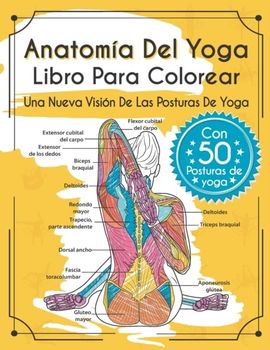 Anatomía Del Yoga
Libro Para Colorear
Una Nueva Visión De Las Posturas De Yoga
Con
50
Posturas de
yoga
Flexor cubital
del carpo
Extensor cubital
del carpo
Extensor
de los dedos
Bíceps
braquial
Deltoides
Redondo
mayor
Trapecio,
parte ascendente
Dorsal ancho
Fascia
toracolumbar
Glúteo
mayor
Deltoides
Tríceps braquial
Aponeurosis
glútea